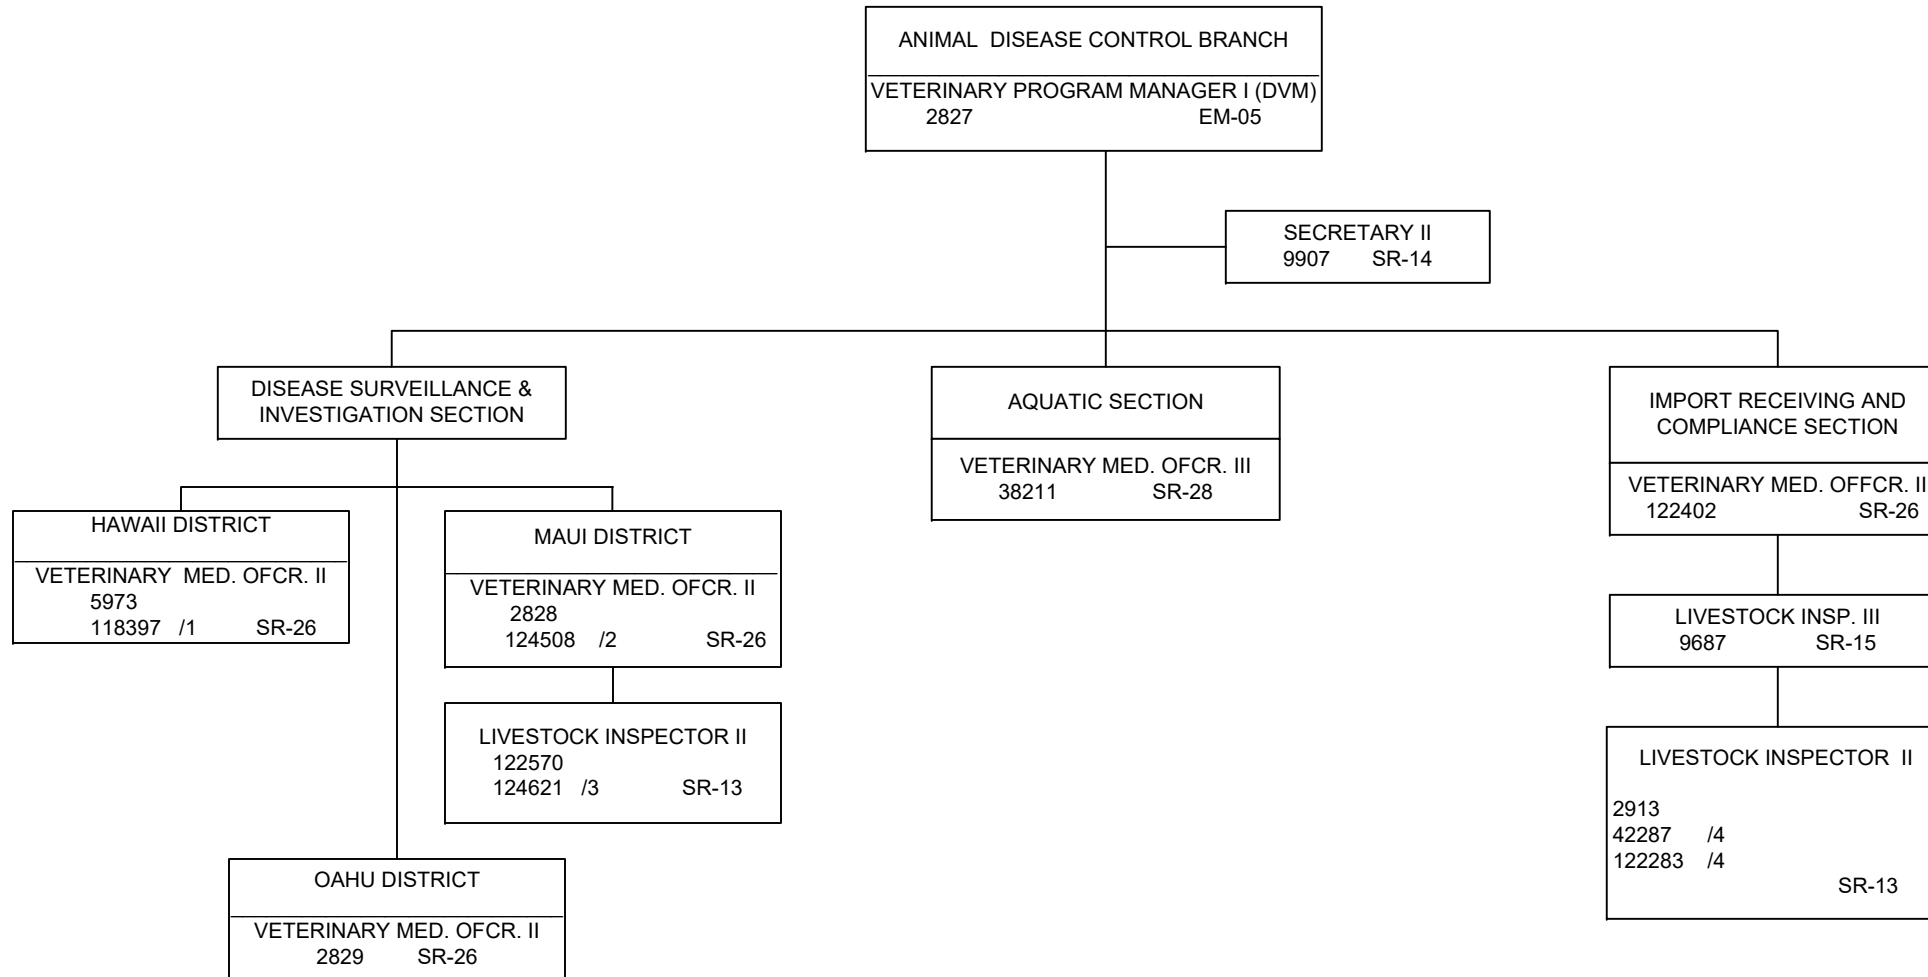 ANIMAL DISEASE CONTROL BRANCH
VETERINARY PROGRAM MANAGER I (DVM)
2827 EM-05
SECRETARY II
9907 SR-14
DISEASE SURVEILLANCE &
INVESTIGATION SECTION
HAWAII DISTRICT
VETERINARY MED. OFCR. II
5973
118397 /1 SR-26
MAUI DISTRICT
VETERINARY MED. OFCR. II
2828
124508 /2 SR-26
LIVESTOCK INSPECTOR II
122570
124621 /3 SR-13
OAHU DISTRICT
VETERINARY MED. OFCR. II
2829 SR-26
AQUATIC SECTION
VETERINARY MED. OFCR. III
38211 SR-28
IMPORT RECEIVING AND
COMPLIANCE SECTION
VETERINARY MED. OFFCR. II
122402 SR-26
LIVESTOCK INSP. III
9687 SR-15
LIVESTOCK INSPECTOR II
2913
42287 /4
122283 /4
SR-13